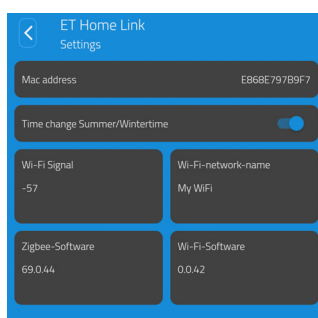 ET Home Link
Settings
Mac address E868E797B9F7
Time change Summer/Wintertime
Wi-Fi Signal
-57
Wi-Fi-network-name
My WiFi
Zigbee-Software
69.0.44
Wi-Fi-Software
0.0.42